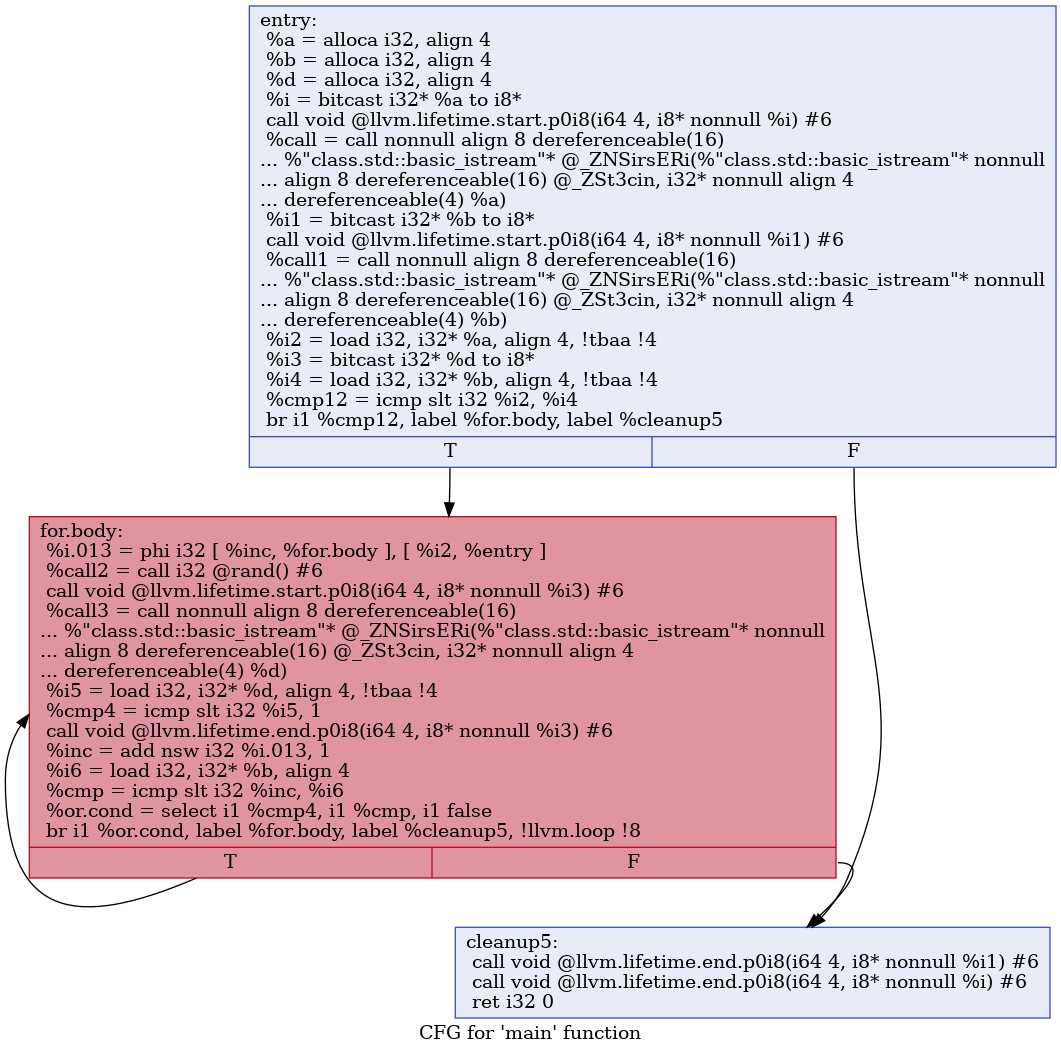 entry:
%a = alloca i32, align 4
%b = alloca i32, align 4
%d = alloca i32, align 4
%i = bitcast i32* %a to i8*
call void @llvm.lifetime.start.p0i8(i64 4, i8* nonnull %i) #6
%call = call nonnull align 8 dereferenceable(16)
... %"class.std::basic_istream"* @_ZNSirsERi(%"class.std::basic_istream"* nonnull
... align 8 dereferenceable(16) @_ZSt3cin, i32* nonnull align 4
... dereferenceable(4) %a)
%i1 = bitcast i32* %b to i8*
call void @llvm.lifetime.start.p0i8(i64 4, i8* nonnull %i1) #6
%call1 = call nonnull align 8 dereferenceable(16)
... %"class.std::basic_istream"* @_ZNSirsERi(%"class.std::basic_istream"* nonnull
... align 8 dereferenceable(16) @_ZSt3cin, i32* nonnull align 4
... dereferenceable(4) %b)
%i2 = load i32, i32* %a, align 4, !tbaa !4
%i3 = bitcast i32* %d to i8*
%i4 = load i32, i32* %b, align 4, !tbaa !4
%cmp12 = icmp slt i32 %i2, %i4
br i1 %cmp12, label %for.body, label %cleanup5
T F
for.body:
%i.013 = phi i32 [ %inc, %for.body ], [ %i2, %entry ]
%call2 = call i32 @rand() #6
call void @llvm.lifetime.start.p0i8(i64 4, i8* nonnull %i3) #6
%call3 = call nonnull align 8 dereferenceable(16)
... %"class.std::basic_istream"* @_ZNSirsERi(%"class.std::basic_istream"* nonnull
... align 8 dereferenceable(16) @_ZSt3cin, i32* nonnull align 4
... dereferenceable(4) %d)
%i5 = load i32, i32* %d, align 4, !tbaa !4
%cmp4 = icmp slt i32 %i5, 1
call void @llvm.lifetime.end.p0i8(i64 4, i8* nonnull %i3) #6
%inc = add nsw i32 %i.013, 1
%i6 = load i32, i32* %b, align 4
%cmp = icmp slt i32 %inc, %i6
%or.cond = select i1 %cmp4, i1 %cmp, i1 false
br i1 %or.cond, label %for.body, label %cleanup5, !llvm.loop !8
T F
cleanup5:
call void @llvm.lifetime.end.p0i8(i64 4, i8* nonnull %i1) #6
call void @llvm.lifetime.end.p0i8(i64 4, i8* nonnull %i) #6
ret i32 0
CFG for 'main' function